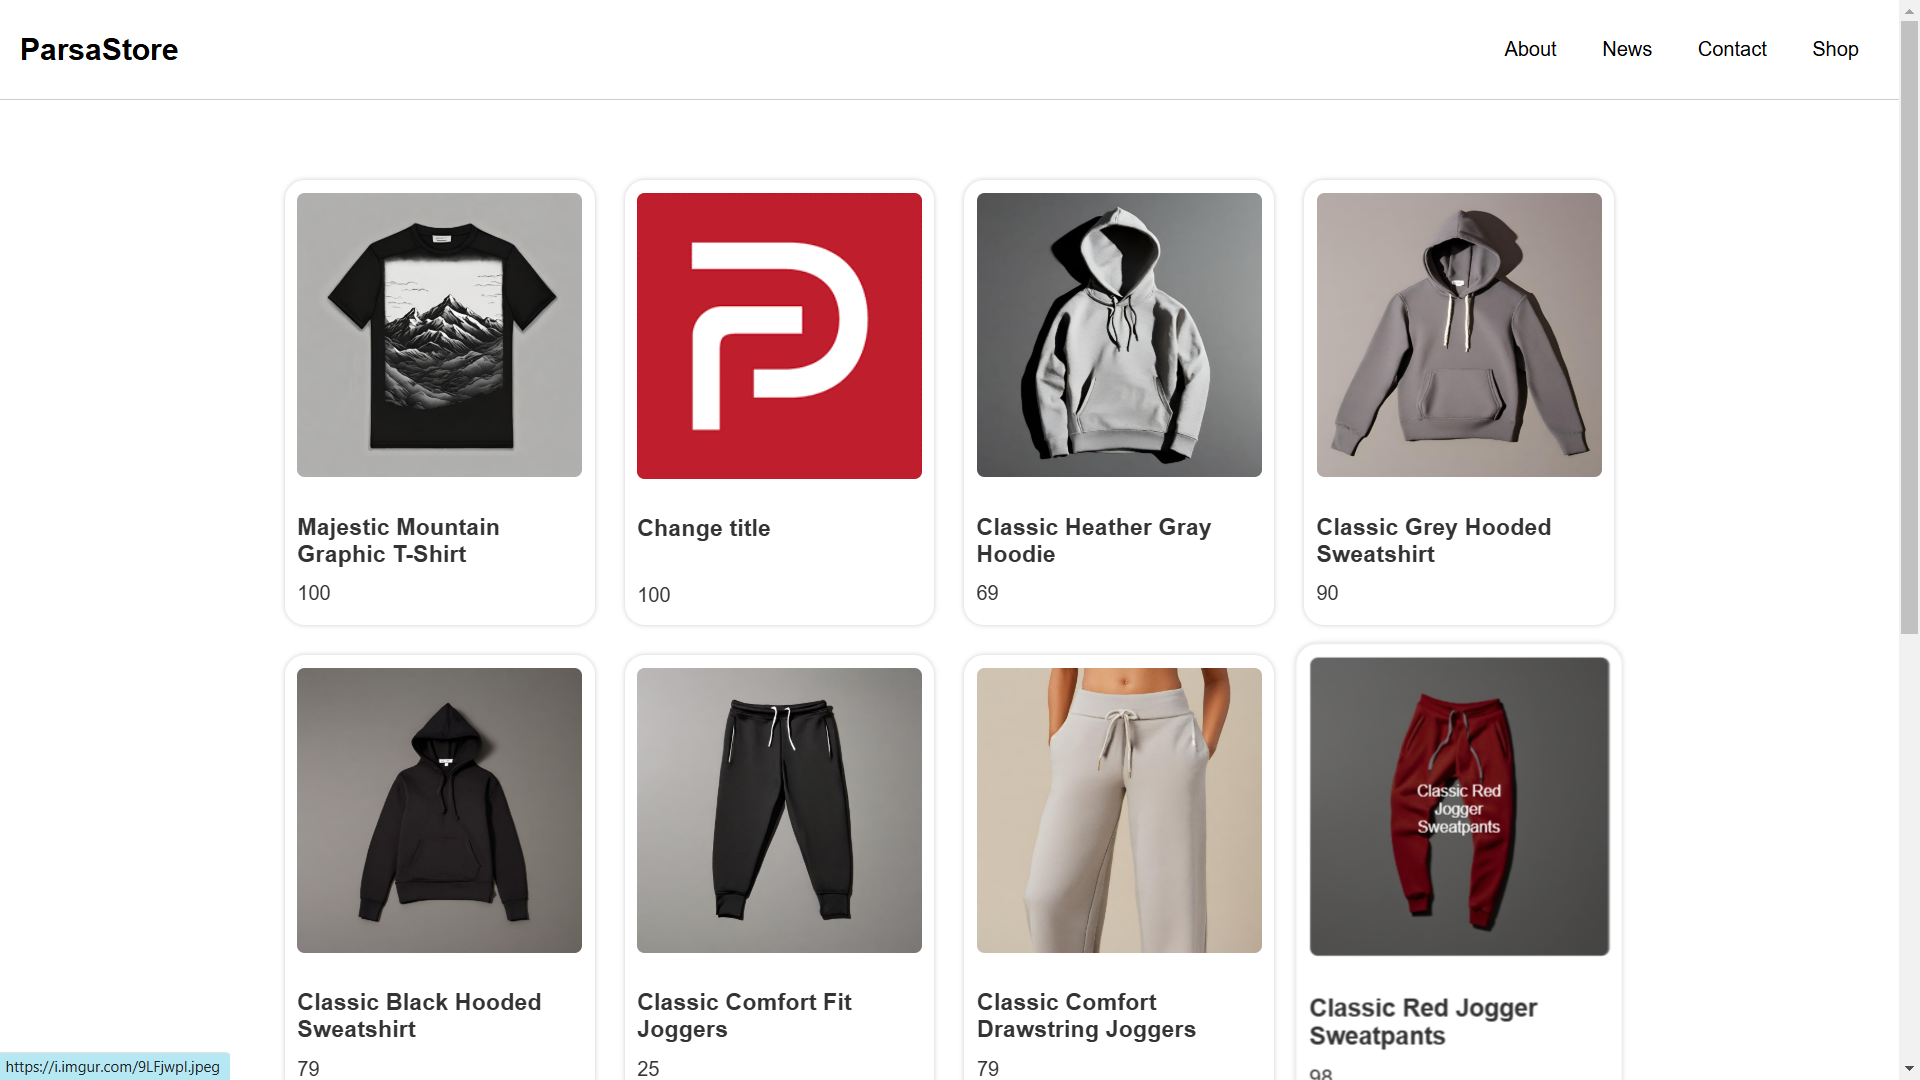 ParsaStore
About News Contact Shop
Majestic Mountain
Graphic T-Shirt
100
Change title
100
Classic Heather Gray
Hoodie
69
Classic Grey Hooded
Sweatshirt
90
Classic Black Hooded
Sweatshirt
79
Classic Comfort Fit
Joggers
25
Classic Comfort
Drawstring Joggers
79
Classic Red
Jogger
Sweatpants
Classic Red Jogger
Sweatpants
98
https://i.imgur.com/9LFjwpI.jpeg